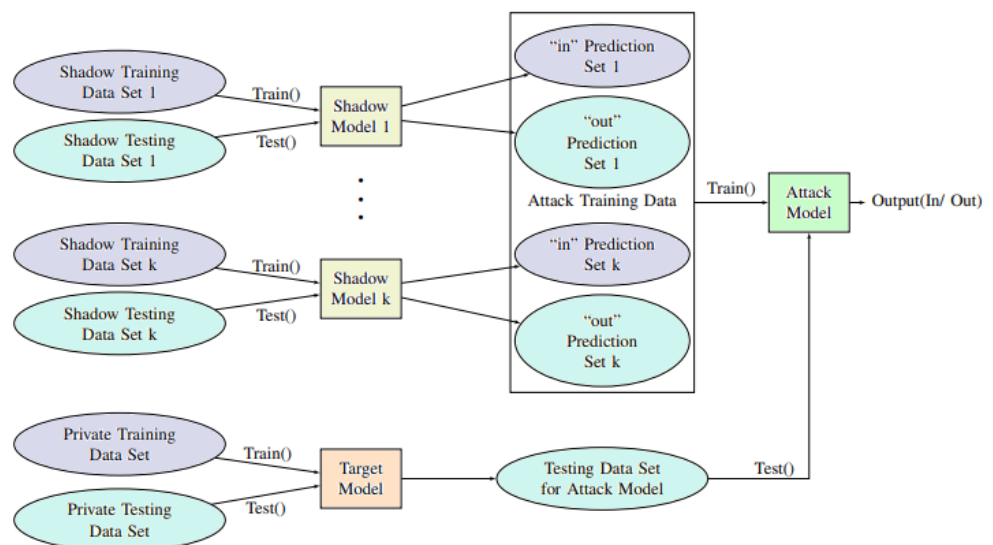 Shadow Training
Data Set 1
Train()
Shadow Testing
Data Set 1
Test()
Shadow
Model 1
“in” Prediction
Set 1
“out”
Prediction
Set 1
Attack Training Data
Shadow Training
Data Set k
Train()
Shadow Testing
Data Set k
Test()
Shadow
Model k
“in” Prediction
Set k
“out”
Prediction
Set k
Train()
Attack
Model
Output(In/ Out)
Private Training
Data Set
Train()
Private Testing
Data Set
Test()
Target
Model
Testing Data Set
for Attack Model
Test()